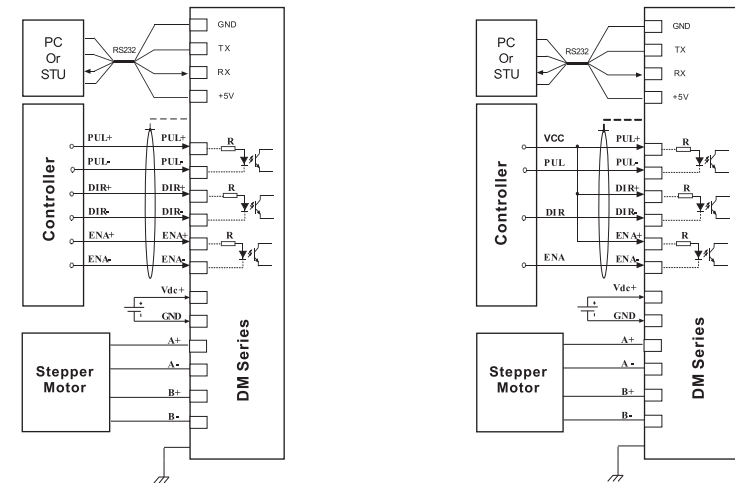 PC
Or
STU
RS232
GND
TX
RX
+5V
Controller
PUL+ PUL+ R
PUL- PUL-
DIR+ DIR+ R
DIR- DIR-
ENA+ ENA+ R
ENA- ENA-
Vdc+
+
-
GND
Stepper
Motor
A+
A-
B+
B-
DM Series
PC
Or
STU
RS232
GND
TX
RX
+5V
Controller
VCC PUL+ R
PUL PUL-
DIR+ R
DIR DIR-
ENA+ R
ENA ENA-
Vdc+
+
-
GND
Stepper
Motor
A+
A-
B+
B-
DM Series